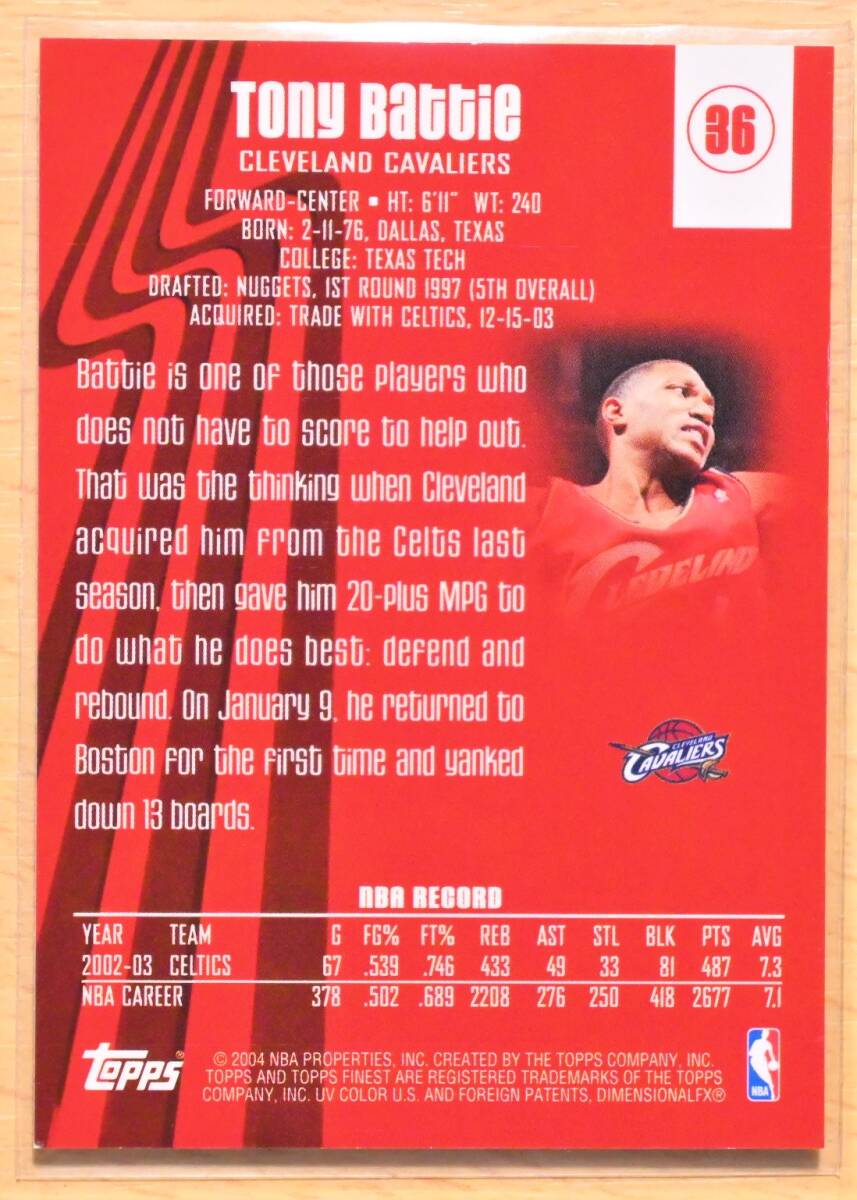 Tony Battie
36
CLEVELAND CAVALIERS
FORWARD-CENTER • HT: 6'11" WT: 240
BORN: 2-11-76, DALLAS, TEXAS
COLLEGE: TEXAS TECH
DRAFTED: NUGGETS, 1ST ROUND 1997 (5TH OVERALL)
ACQUIRED: TRADE WITH CELTICS, 12-15-03
Battie is one of those players who
does not have to score to help out.
That was the thinking when Cleveland
acquired him from the Celts last
season, then gave him 20-plus MPG to
do what he does best: defend and
rebound. On January 9, he returned to
Boston for the first time and yanked
down 13 boards.
CLEVELAND
CLEVELAND
CAVALIERS
NBA RECORD
YEAR TEAM G FG% FT% REB AST STL BLK PTS AVG
2002-03 CELTICS 67 .539 .746 433 49 33 81 487 7.3
NBA CAREER 378 .502 .689 2208 276 250 418 2677 7.1
topps®
© 2004 NBA PROPERTIES, INC. CREATED BY THE TOPPS COMPANY, INC.
TOPPS AND TOPPS FINEST ARE REGISTERED TRADEMARKS OF THE TOPPS
COMPANY, INC. UV COLOR U.S. AND FOREIGN PATENTS, DIMENSIONALFX®
NBA